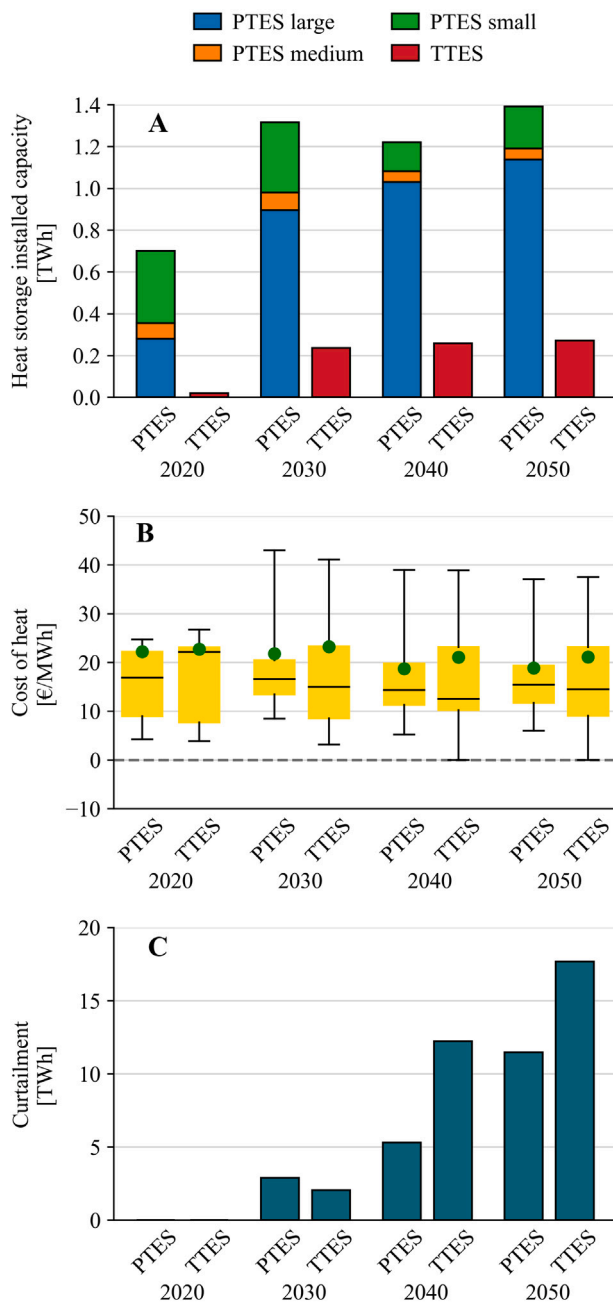 PTES large
PTES small
PTES medium
TTES
A
Heat storage installed capacity
[TWh]
1.4
1.2
1.0
0.8
0.6
0.4
0.2
0.0
PTES TTES PTES TTES PTES TTES PTES TTES
2020 2030 2040 2050
B
Cost of heat
[€/MWh]
50
40
30
20
10
0
−10
PTES TTES PTES TTES PTES TTES PTES TTES
2020 2030 2040 2050
C
Curtailment
[TWh]
20
15
10
5
0
PTES TTES PTES TTES PTES TTES PTES TTES
2020 2030 2040 2050